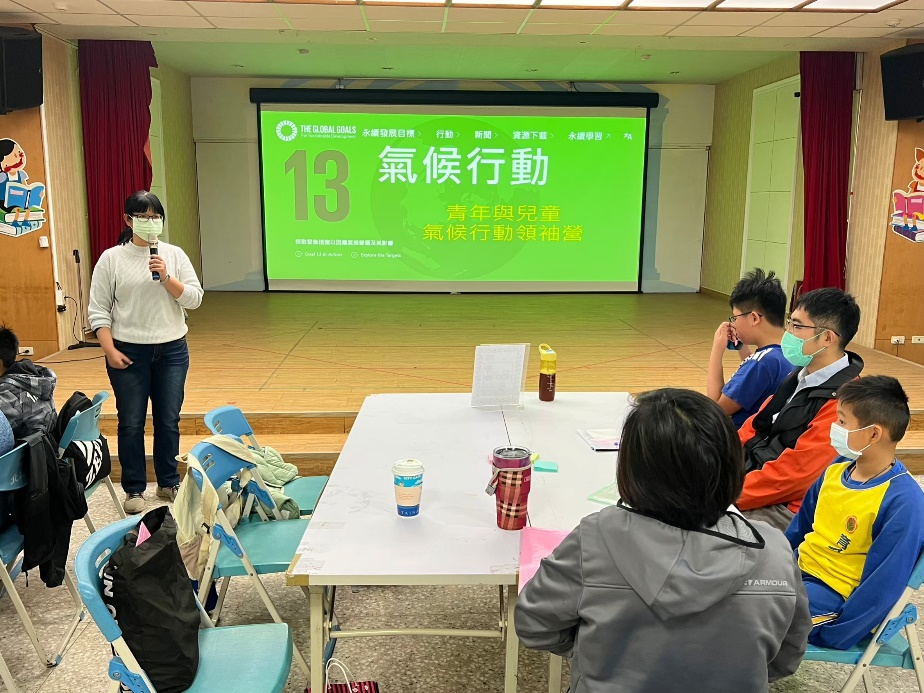 THE GLOBAL GOALS
For Sustainable Development
永續發展目標
行動
新聞
資源下載
永續學習
13
氣候行動
青年與兒童
氣候行動領袖營
Goal 13 in Action
Explore the Targets
ARMOUR